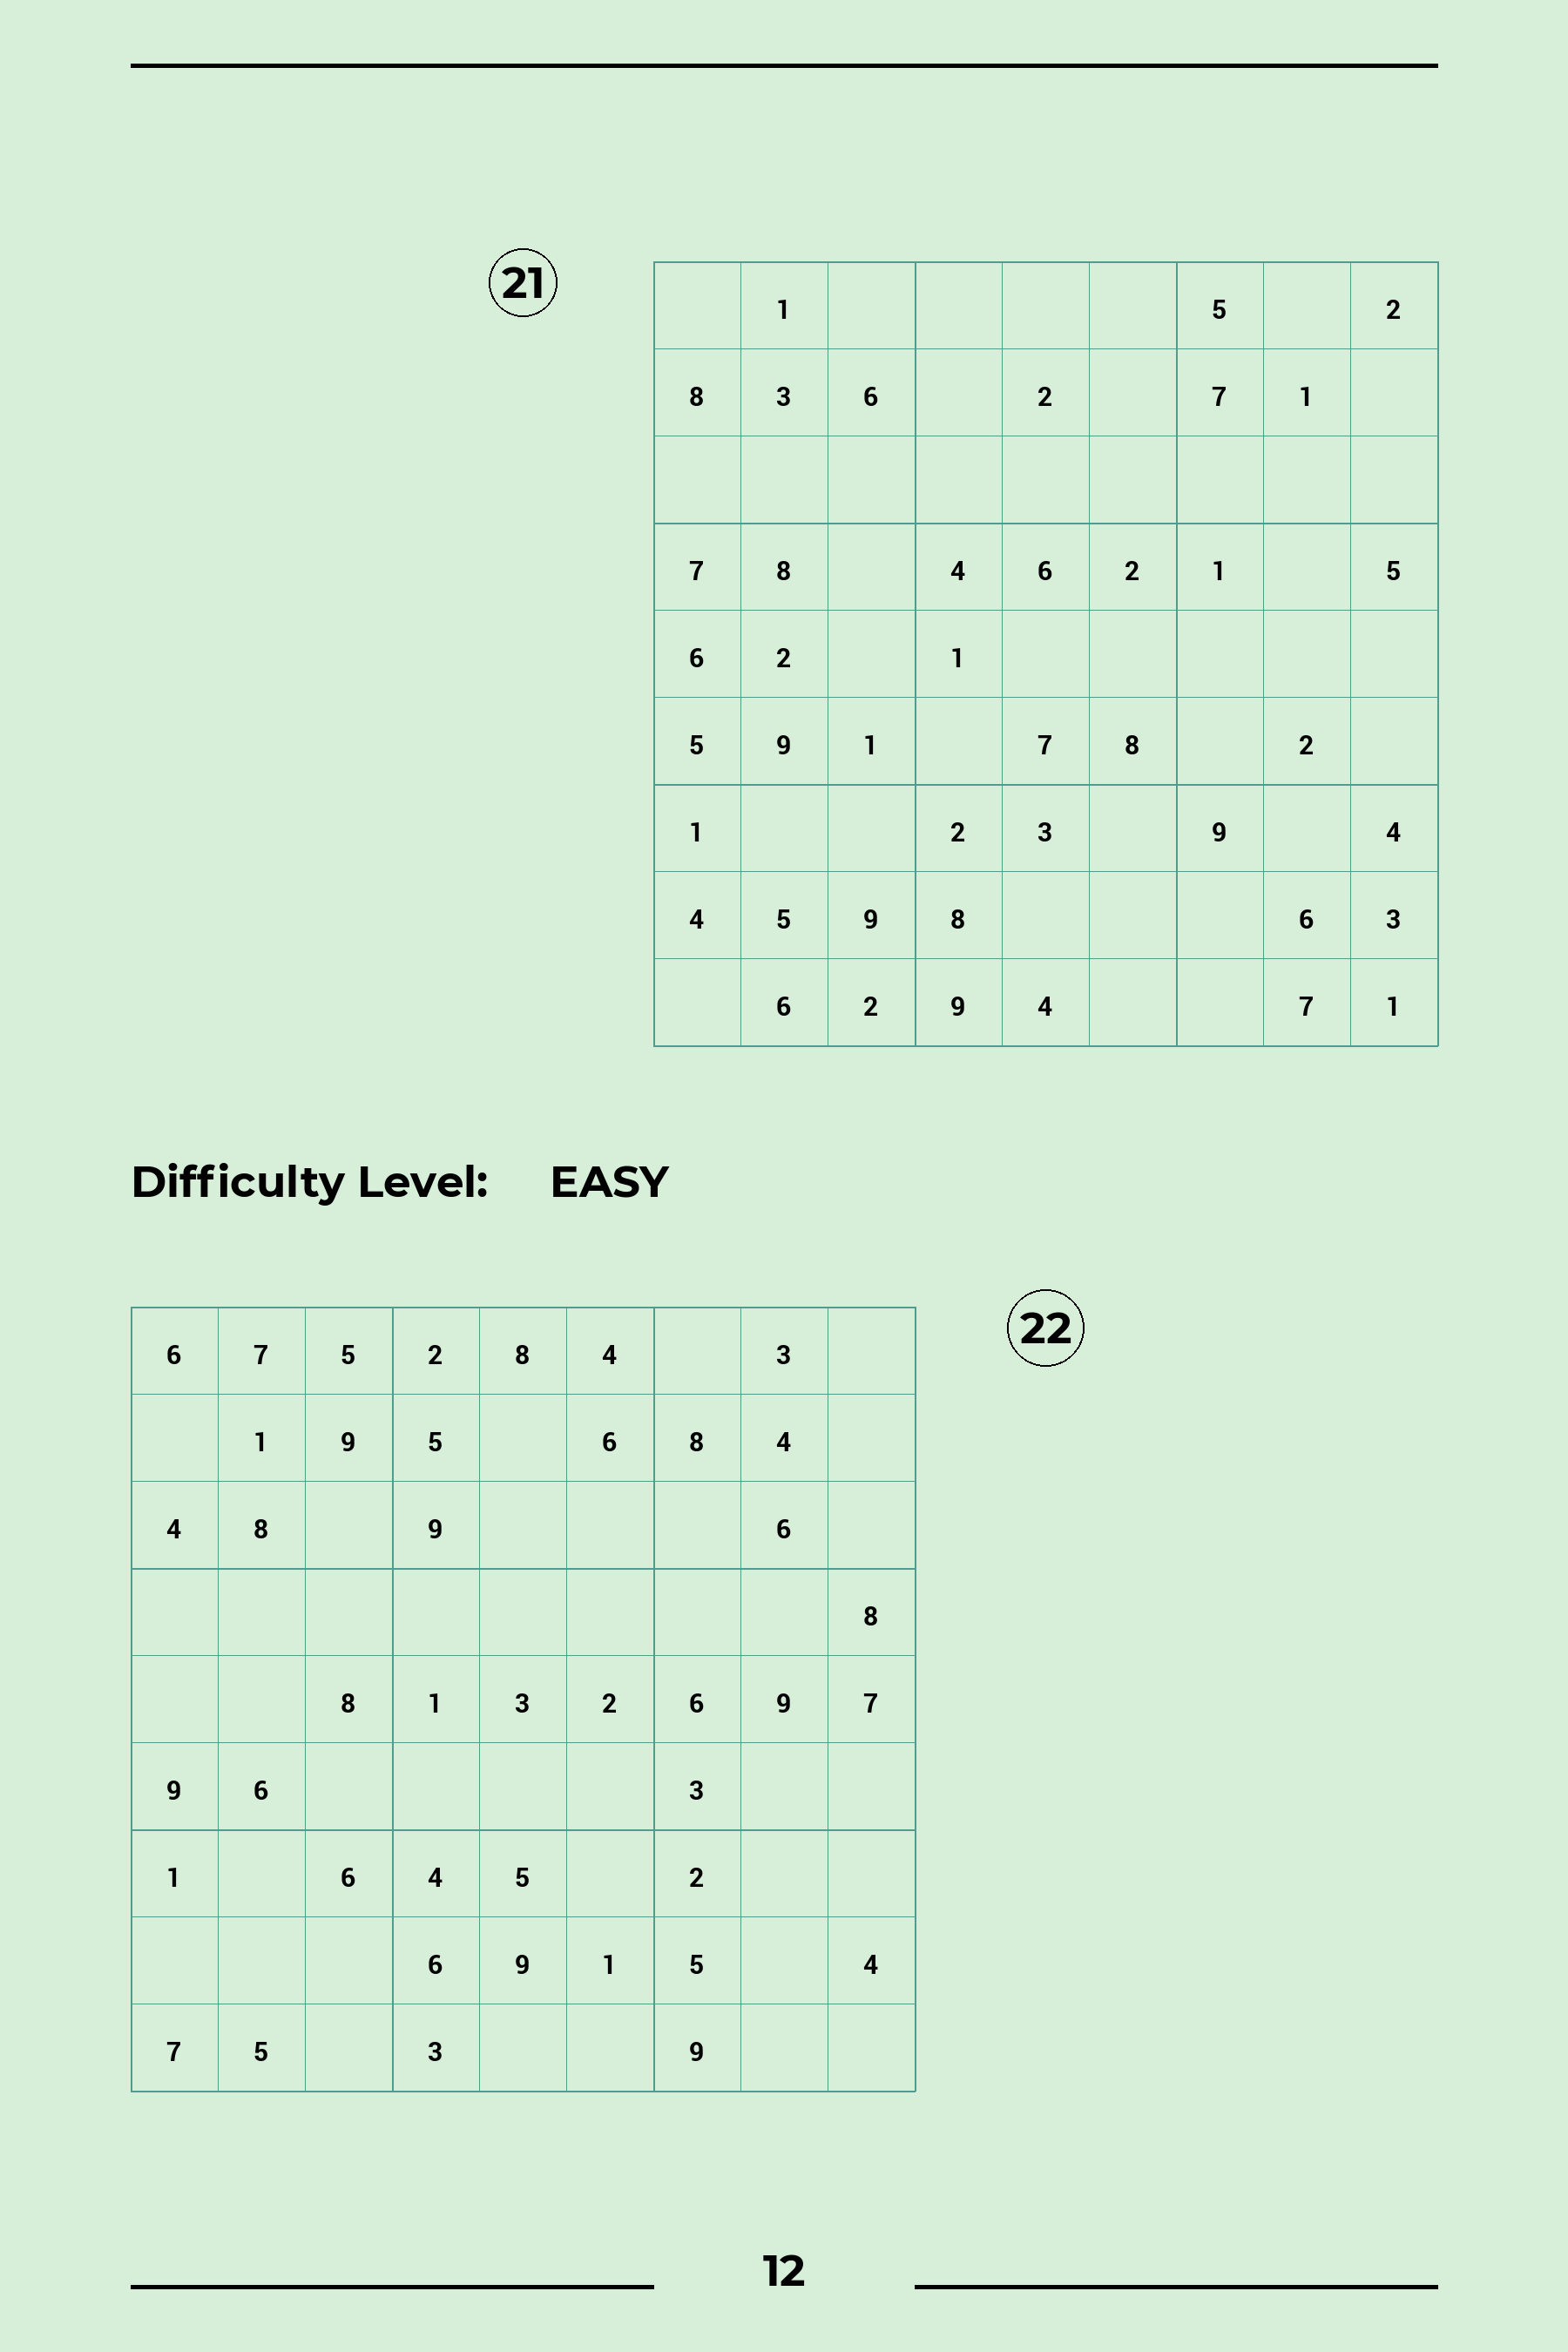 21
1 5 2
8 3 6 2 7 1
7 8 4 6 2 1 5
6 2 1
5 9 1 7 8 2
1 2 3 9 4
4 5 9 8 6 3
6 2 9 4 7 1
Difficulty Level: EASY
22
6 7 5 2 8 4 3
1 9 5 6 8 4
4 8 9 6
8
8 1 3 2 6 9 7
9 6 3
1 6 4 5 2
6 9 1 5 4
7 5 3 9
12